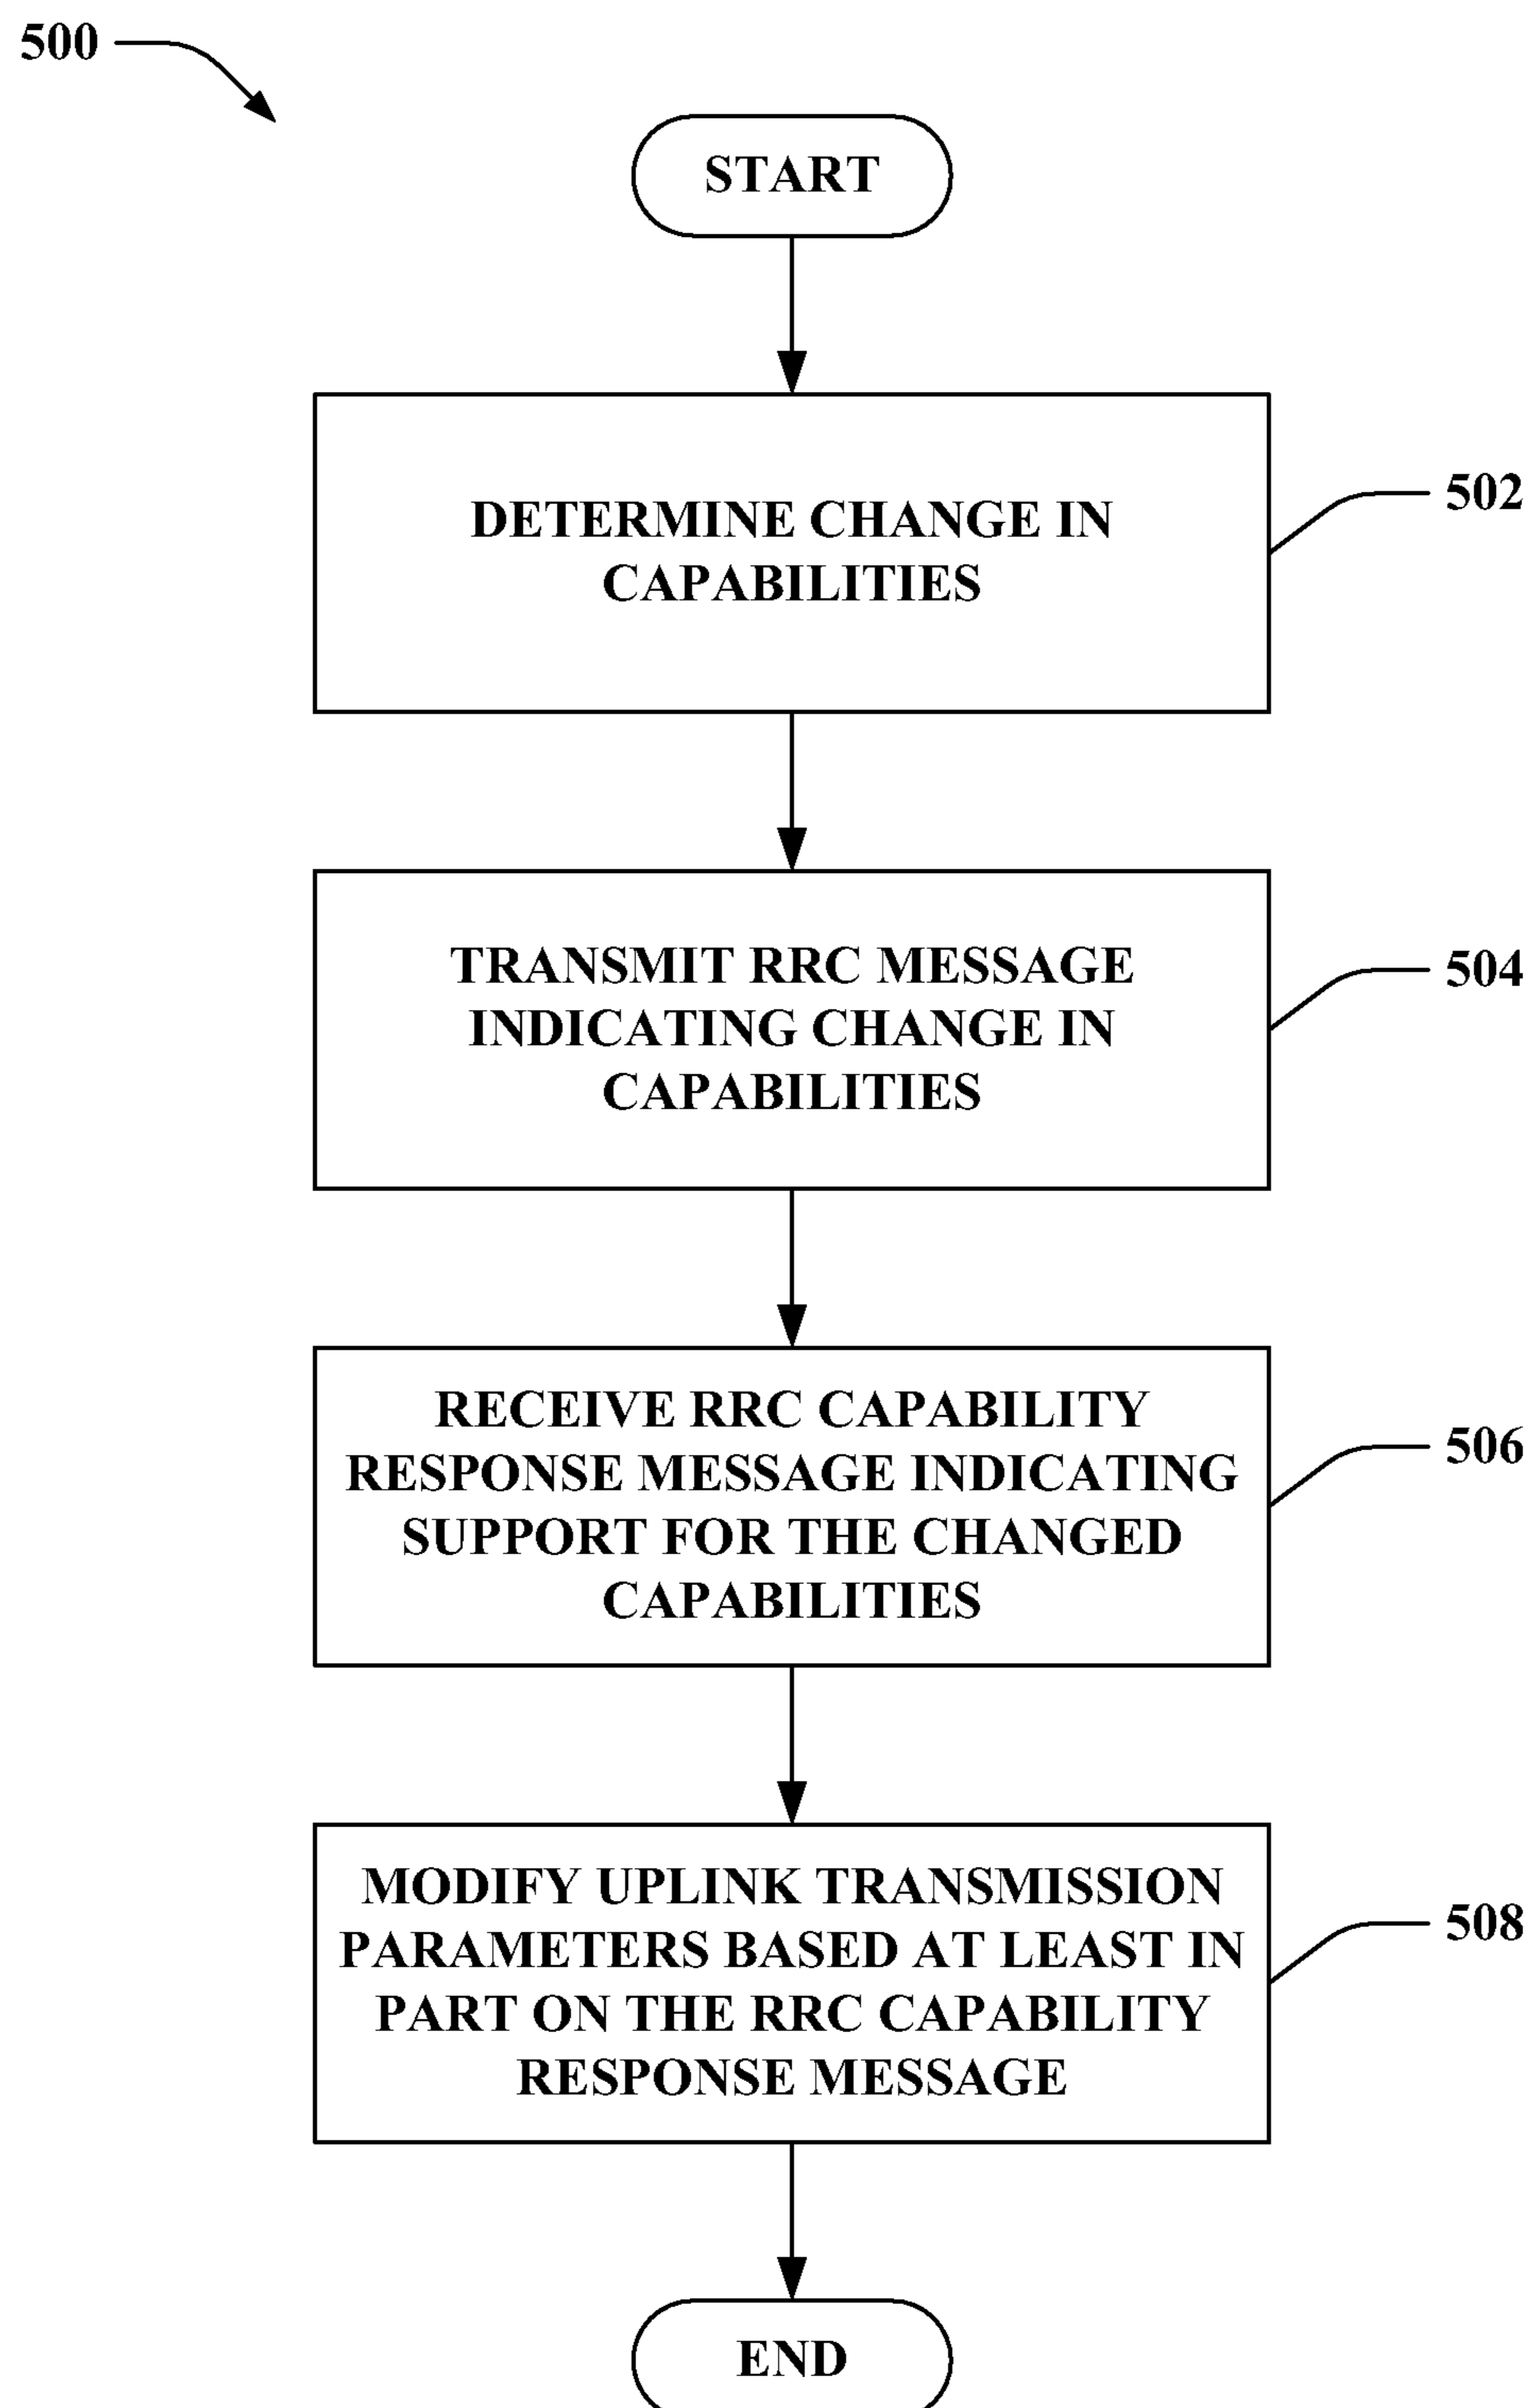 500
START
DETERMINE CHANGE IN
CAPABILITIES
502
TRANSMIT RRC MESSAGE
INDICATING CHANGE IN
CAPABILITIES
504
RECEIVE RRC CAPABILITY
RESPONSE MESSAGE INDICATING
SUPPORT FOR THE CHANGED
CAPABILITIES
506
MODIFY UPLINK TRANSMISSION
PARAMETERS BASED AT LEAST IN
PART ON THE RRC CAPABILITY
RESPONSE MESSAGE
508
END